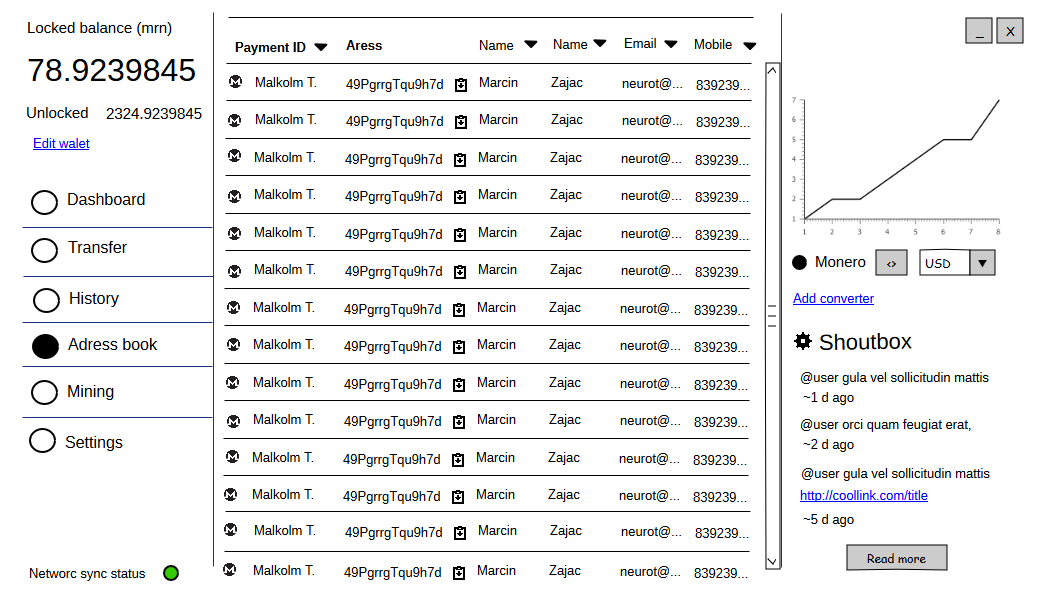 Locked balance (mrn)
78.9239845
Unlocked 2324.9239845
Edit walet
Dashboard
Transfer
History
Adress book
Mining
Settings
Networc sync status
Payment ID Aress Name Name Email Mobile
Malkolm T. 49PgrrgTqu9h7d Marcin Zajac neurot@... 839239...
Malkolm T. 49PgrrgTqu9h7d Marcin Zajac neurot@... 839239...
Malkolm T. 49PgrrgTqu9h7d Marcin Zajac neurot@... 839239...
Malkolm T. 49PgrrgTqu9h7d Marcin Zajac neurot@... 839239...
Malkolm T. 49PgrrgTqu9h7d Marcin Zajac neurot@... 839239...
Malkolm T. 49PgrrgTqu9h7d Marcin Zajac neurot@... 839239...
Malkolm T. 49PgrrgTqu9h7d Marcin Zajac neurot@... 839239...
Malkolm T. 49PgrrgTqu9h7d Marcin Zajac neurot@... 839239...
Malkolm T. 49PgrrgTqu9h7d Marcin Zajac neurot@... 839239...
Malkolm T. 49PgrrgTqu9h7d Marcin Zajac neurot@... 839239...
Malkolm T. 49PgrrgTqu9h7d Marcin Zajac neurot@... 839239...
Malkolm T. 49PgrrgTqu9h7d Marcin Zajac neurot@... 839239...
Malkolm T. 49PgrrgTqu9h7d Marcin Zajac neurot@... 839239...
Malkolm T. 49PgrrgTqu9h7d Marcin Zajac neurot@... 839239...
_ X
7
6
5
4
3
2
1
1 2 3 4 5 6 7 8
Monero <> USD
Add converter
Shoutbox
@user gula vel sollicitudin mattis
~1 d ago
@user orci quam feugiat erat,
~2 d ago
@user gula vel sollicitudin mattis
http://coollink.com/title
~5 d ago
Read more